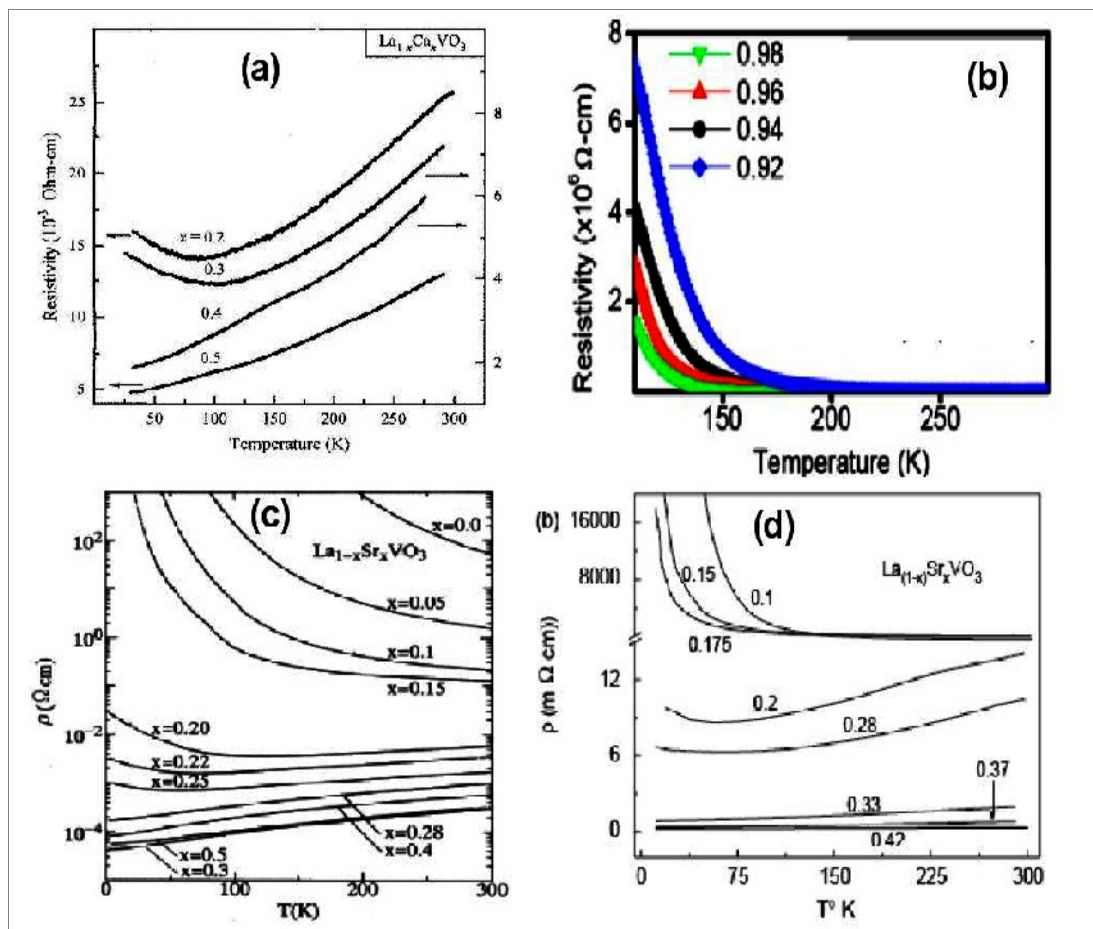 (a)
La1-xCaxVO3
Resistivity (10-3 Ohm-cm)
25
20
15
10
5
8
6
4
2
x = 0.2
0.3
0.4
0.5
50
100
150
200
250
300
Temperature (K)
(b)
Resistivity (x106 Ω-cm)
8
6
4
2
0.98
0.96
0.94
0.92
150
200
250
Temperature (K)
(c)
La1-xSrxVO3
ρ (Ωcm)
10²
10⁰
10⁻²
10⁻⁴
x=0.0
x=0.05
x=0.1
x=0.15
x=0.20
x=0.22
x=0.25
x=0.28
x=0.4
x=0.5
x=0.3
0
100
200
300
T(K)
(b)
(d)
La(1-x)SrxVO3
ρ (m Ω cm))
16000
8000
12
6
0
0.15
0.1
0.175
0.2
0.28
0.37
0.33
0.42
0
75
150
225
300
T⁰ K